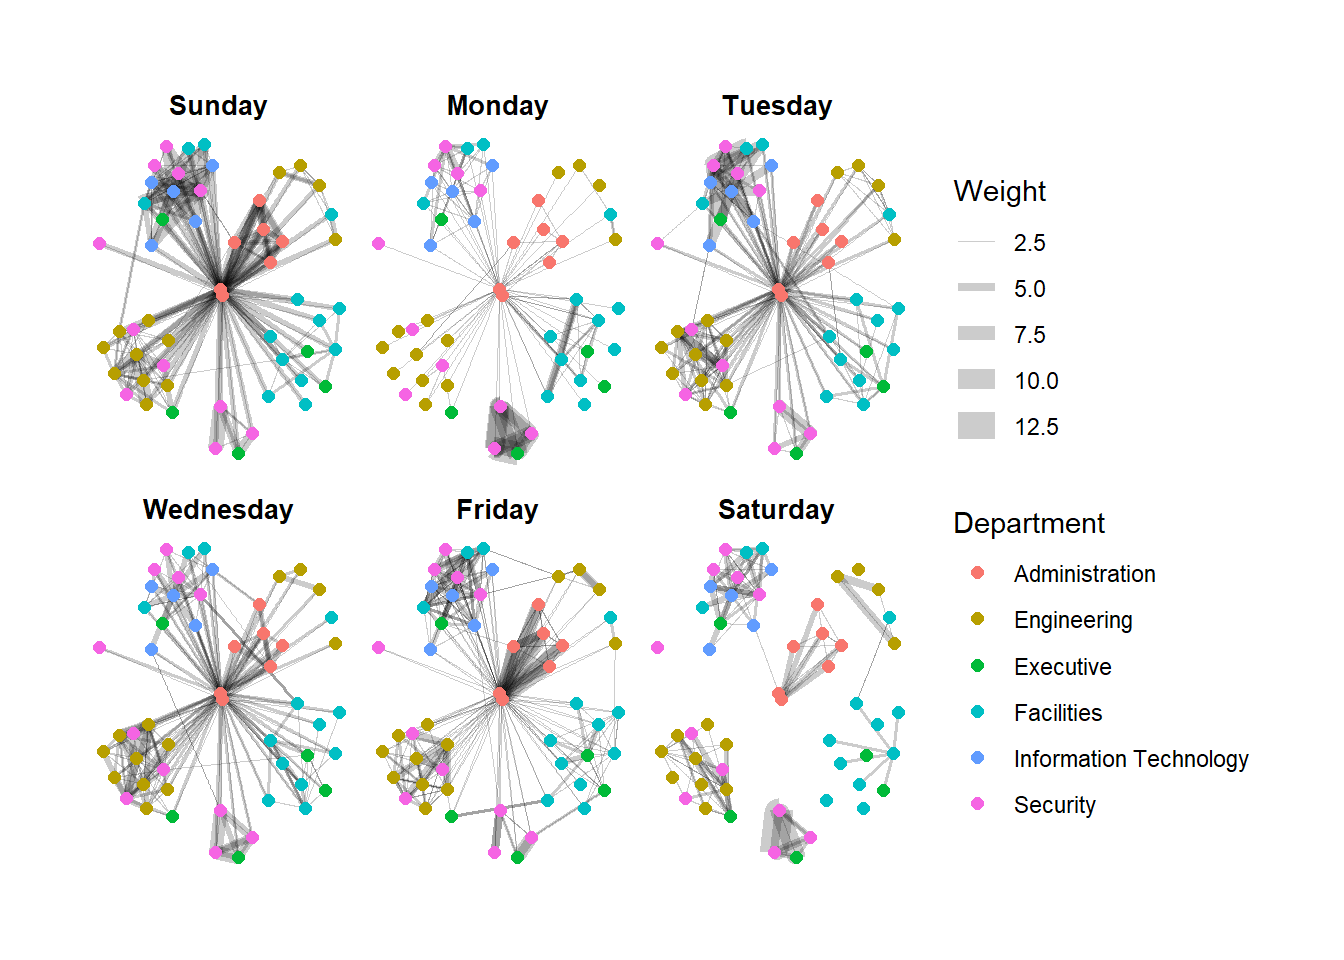 Sunday
Monday
Tuesday
Wednesday
Friday
Saturday
Weight
2.5
5.0
7.5
10.0
12.5
Department
Administration
Engineering
Executive
Facilities
Information Technology
Security